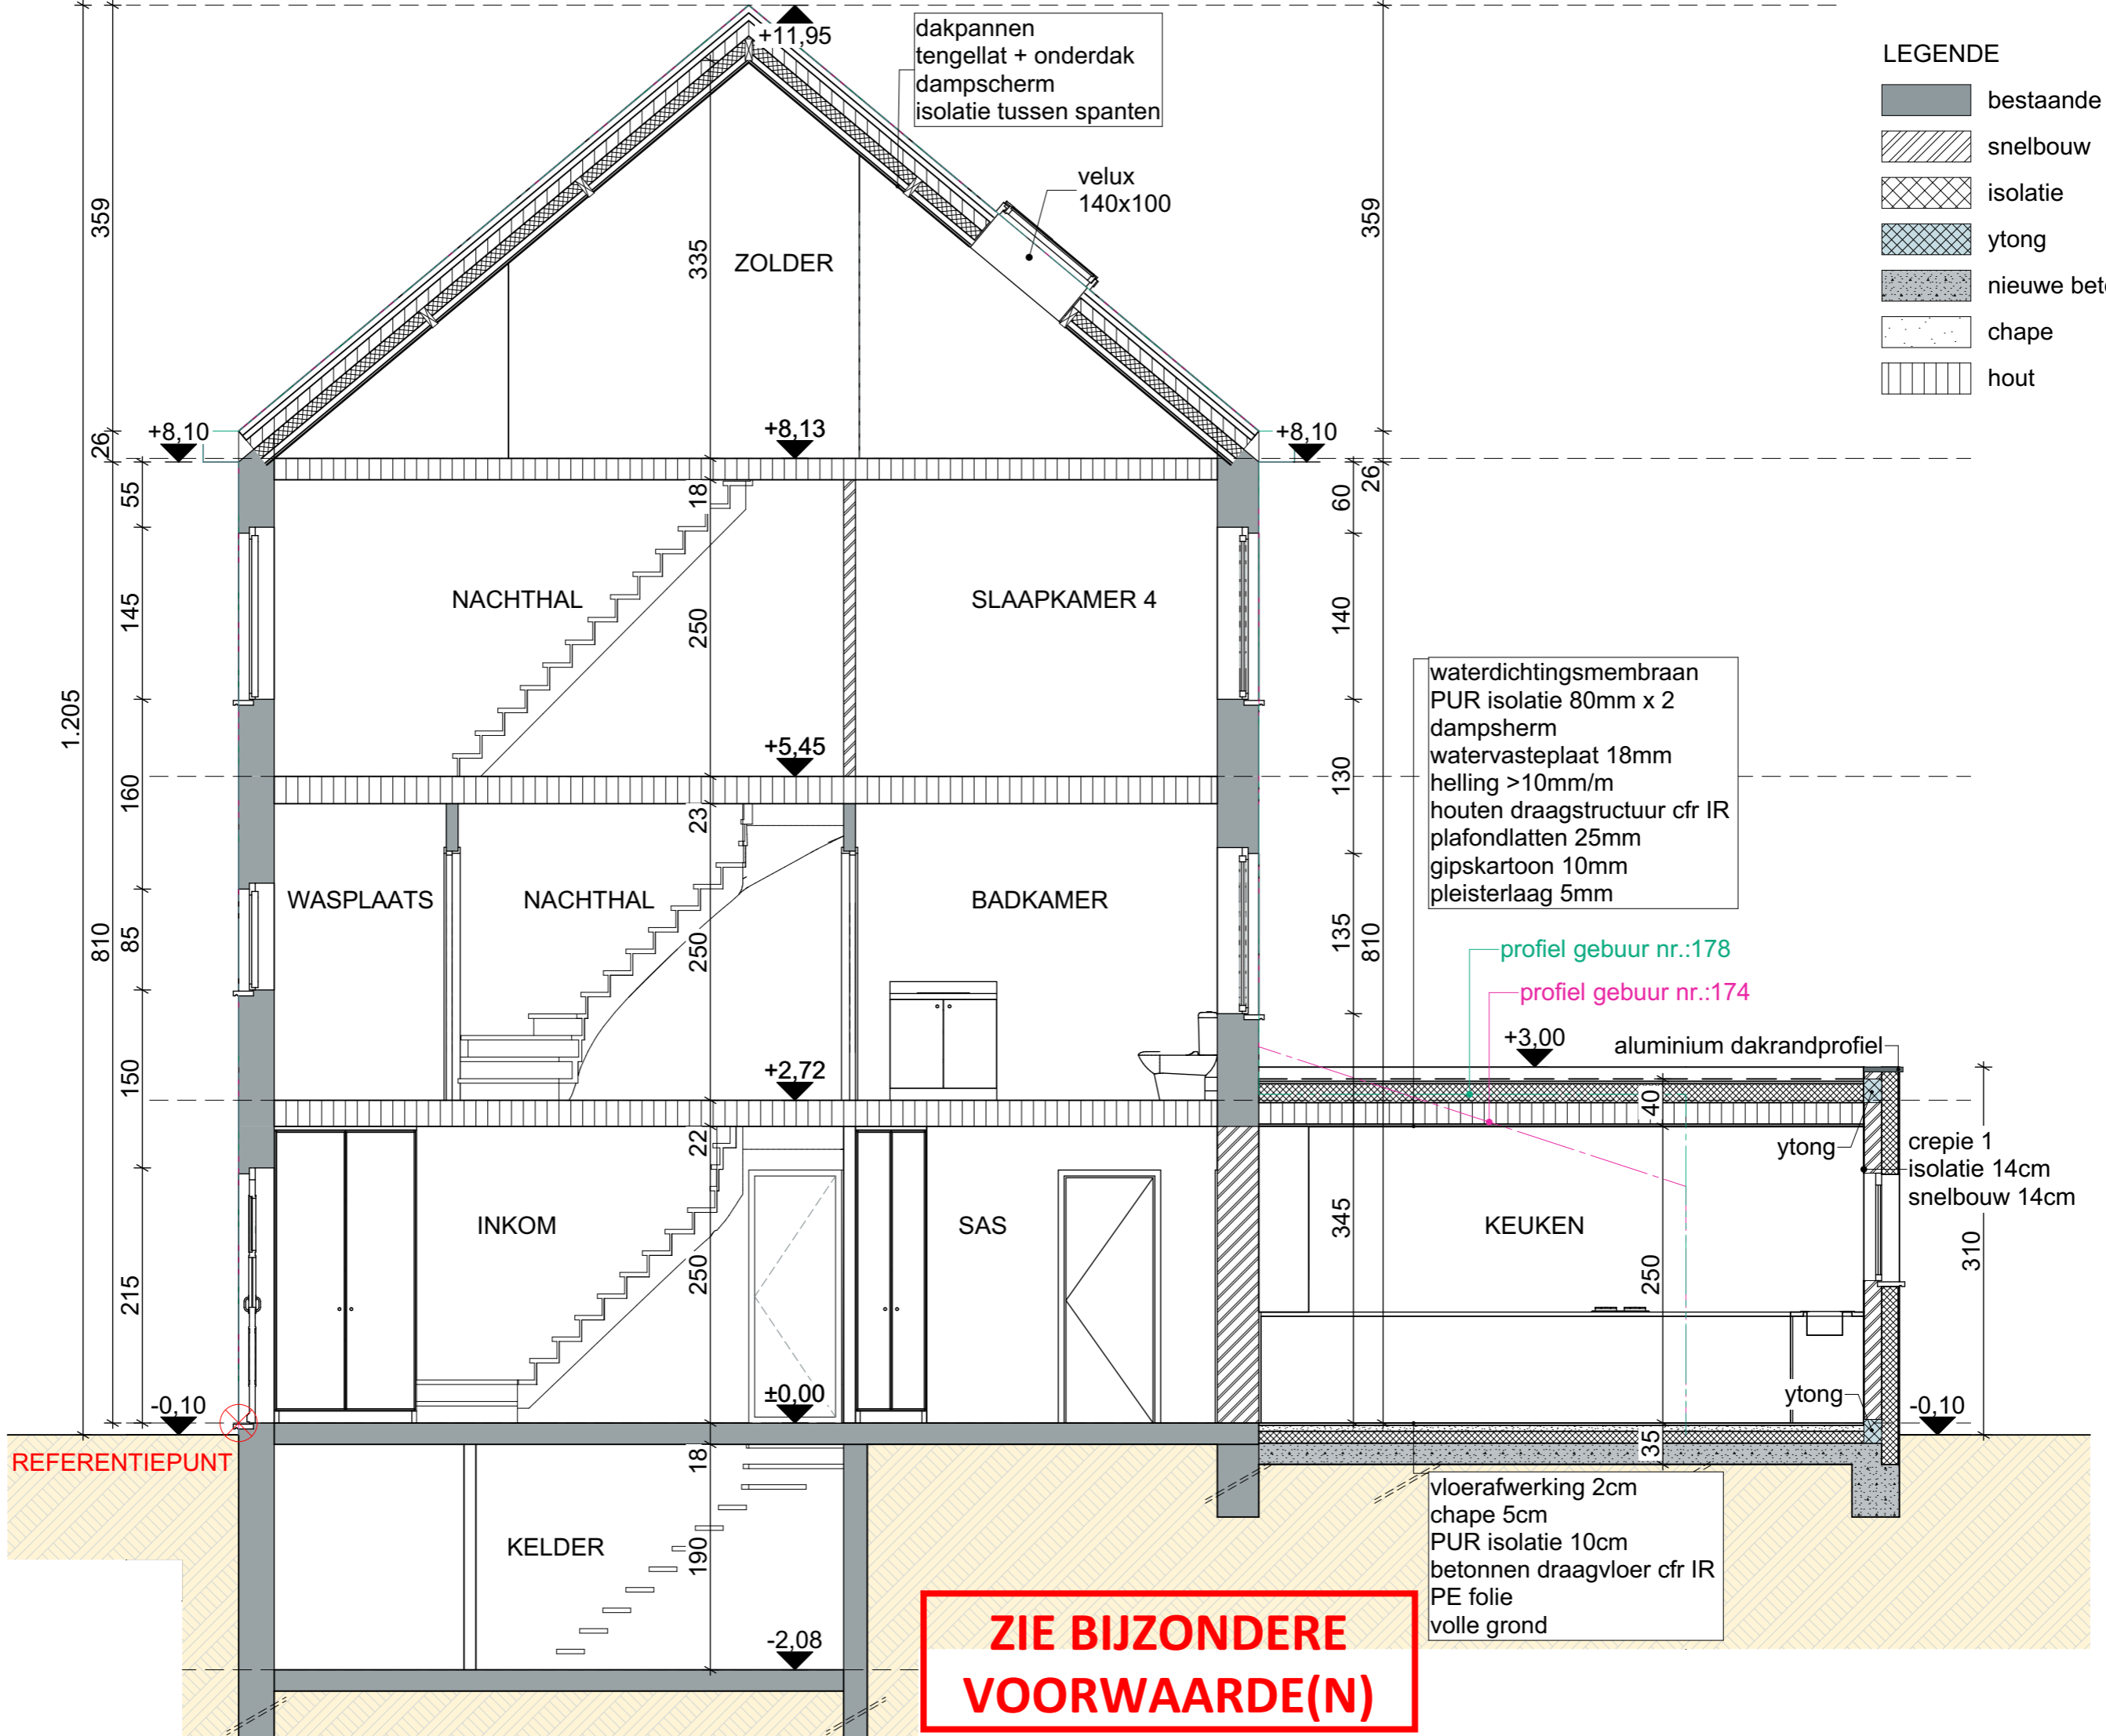 +11,95
dakpannen
tengellat + onderdak
dampscherm
isolatie tussen spanten
LEGENDE
bestaande
snelbouw
isolatie
ytong
nieuwe bet
chape
hout
velux
140x100
359
335
ZOLDER
359
+8,10
26
+8,13
+8,10
26
55
18
60
NACHTHAL
250
SLAAPKAMER 4
145
140
1.205
waterdichtingsmembraan
PUR isolatie 80mm x 2
dampsherm
watervasteplaat 18mm
helling >10mm/m
houten draagstructuur cfr IR
plafondlatten 25mm
gipskartoon 10mm
pleisterlaag 5mm
+5,45
160
130
23
WASPLAATS
NACHTHAL
BADKAMER
810
85
250
135
810
profiel gebuur nr.:178
profiel gebuur nr.:174
+3,00
aluminium dakrandprofiel
150
+2,72
40
22
ytong
crepie 1
isolatie 14cm
snelbouw 14cm
INKOM
SAS
345
KEUKEN
310
215
250
250
-0,10
±0,00
ytong
-0,10
REFERENTIEPUNT
18
35
vloerafwerking 2cm
chape 5cm
PUR isolatie 10cm
betonnen draagvloer cfr IR
PE folie
volle grond
KELDER
190
-2,08
ZIE BIJZONDERE
VOORWAARDE(N)